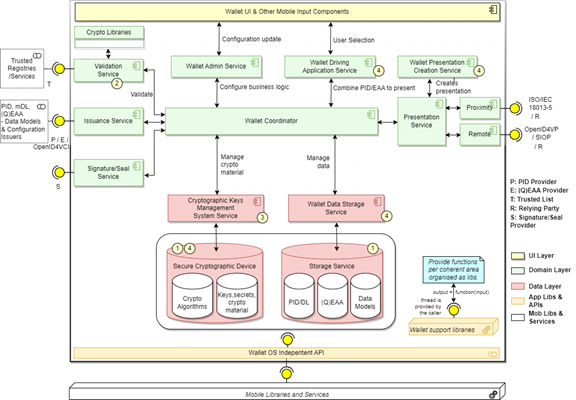 Wallet UI & Other Mobile Input Components
Crypto Libraries
Configuration update
User Selection
Trusted
Registries
/Services
T
Validation
Service
2
Wallet Admin Service
Wallet Driving
Application Service
4
Wallet Presentation
Creation Service
4
Validate
Configure business logic
Combine PID/EAA to present
Creates
presentation
PID, mDL,
(Q)EAA
- Data Models
& Configuration
Issuers
P / E /
OpenID4VCI
Issuance Service
Wallet Coordinator
Presentation
Service
Proximity
Remote
ISO/IEC
18013-5
/ R
OpenID4VP
/ SIOP
/ R
S
Signature/Seal
Service
Manage
crypto
material
Manage
data
P: PID Provider
E: (Q)EAA Provider
T: Trusted List
R: Relying Party
S: Signature/Seal
Provider
Cryptographic Keys
Management
System Service
3
Wallet Data Storage
Service
4
1
4
Secure Cryptographic Device
Crypto
Algorithms
Keys,secrets,
crypto
material
1
Storage Service
PID/DL
(Q)EAA
Data
Models
Provide functions
per coherent area
organised as libs
output = function(input)
thread is
provided by
the caller
Wallet support libraries
UI Layer
Domain Layer
Data Layer
App Libs &
APIs
Mob Libs &
Services
Wallet OS Indepentent API
Mobile Libraries and Services